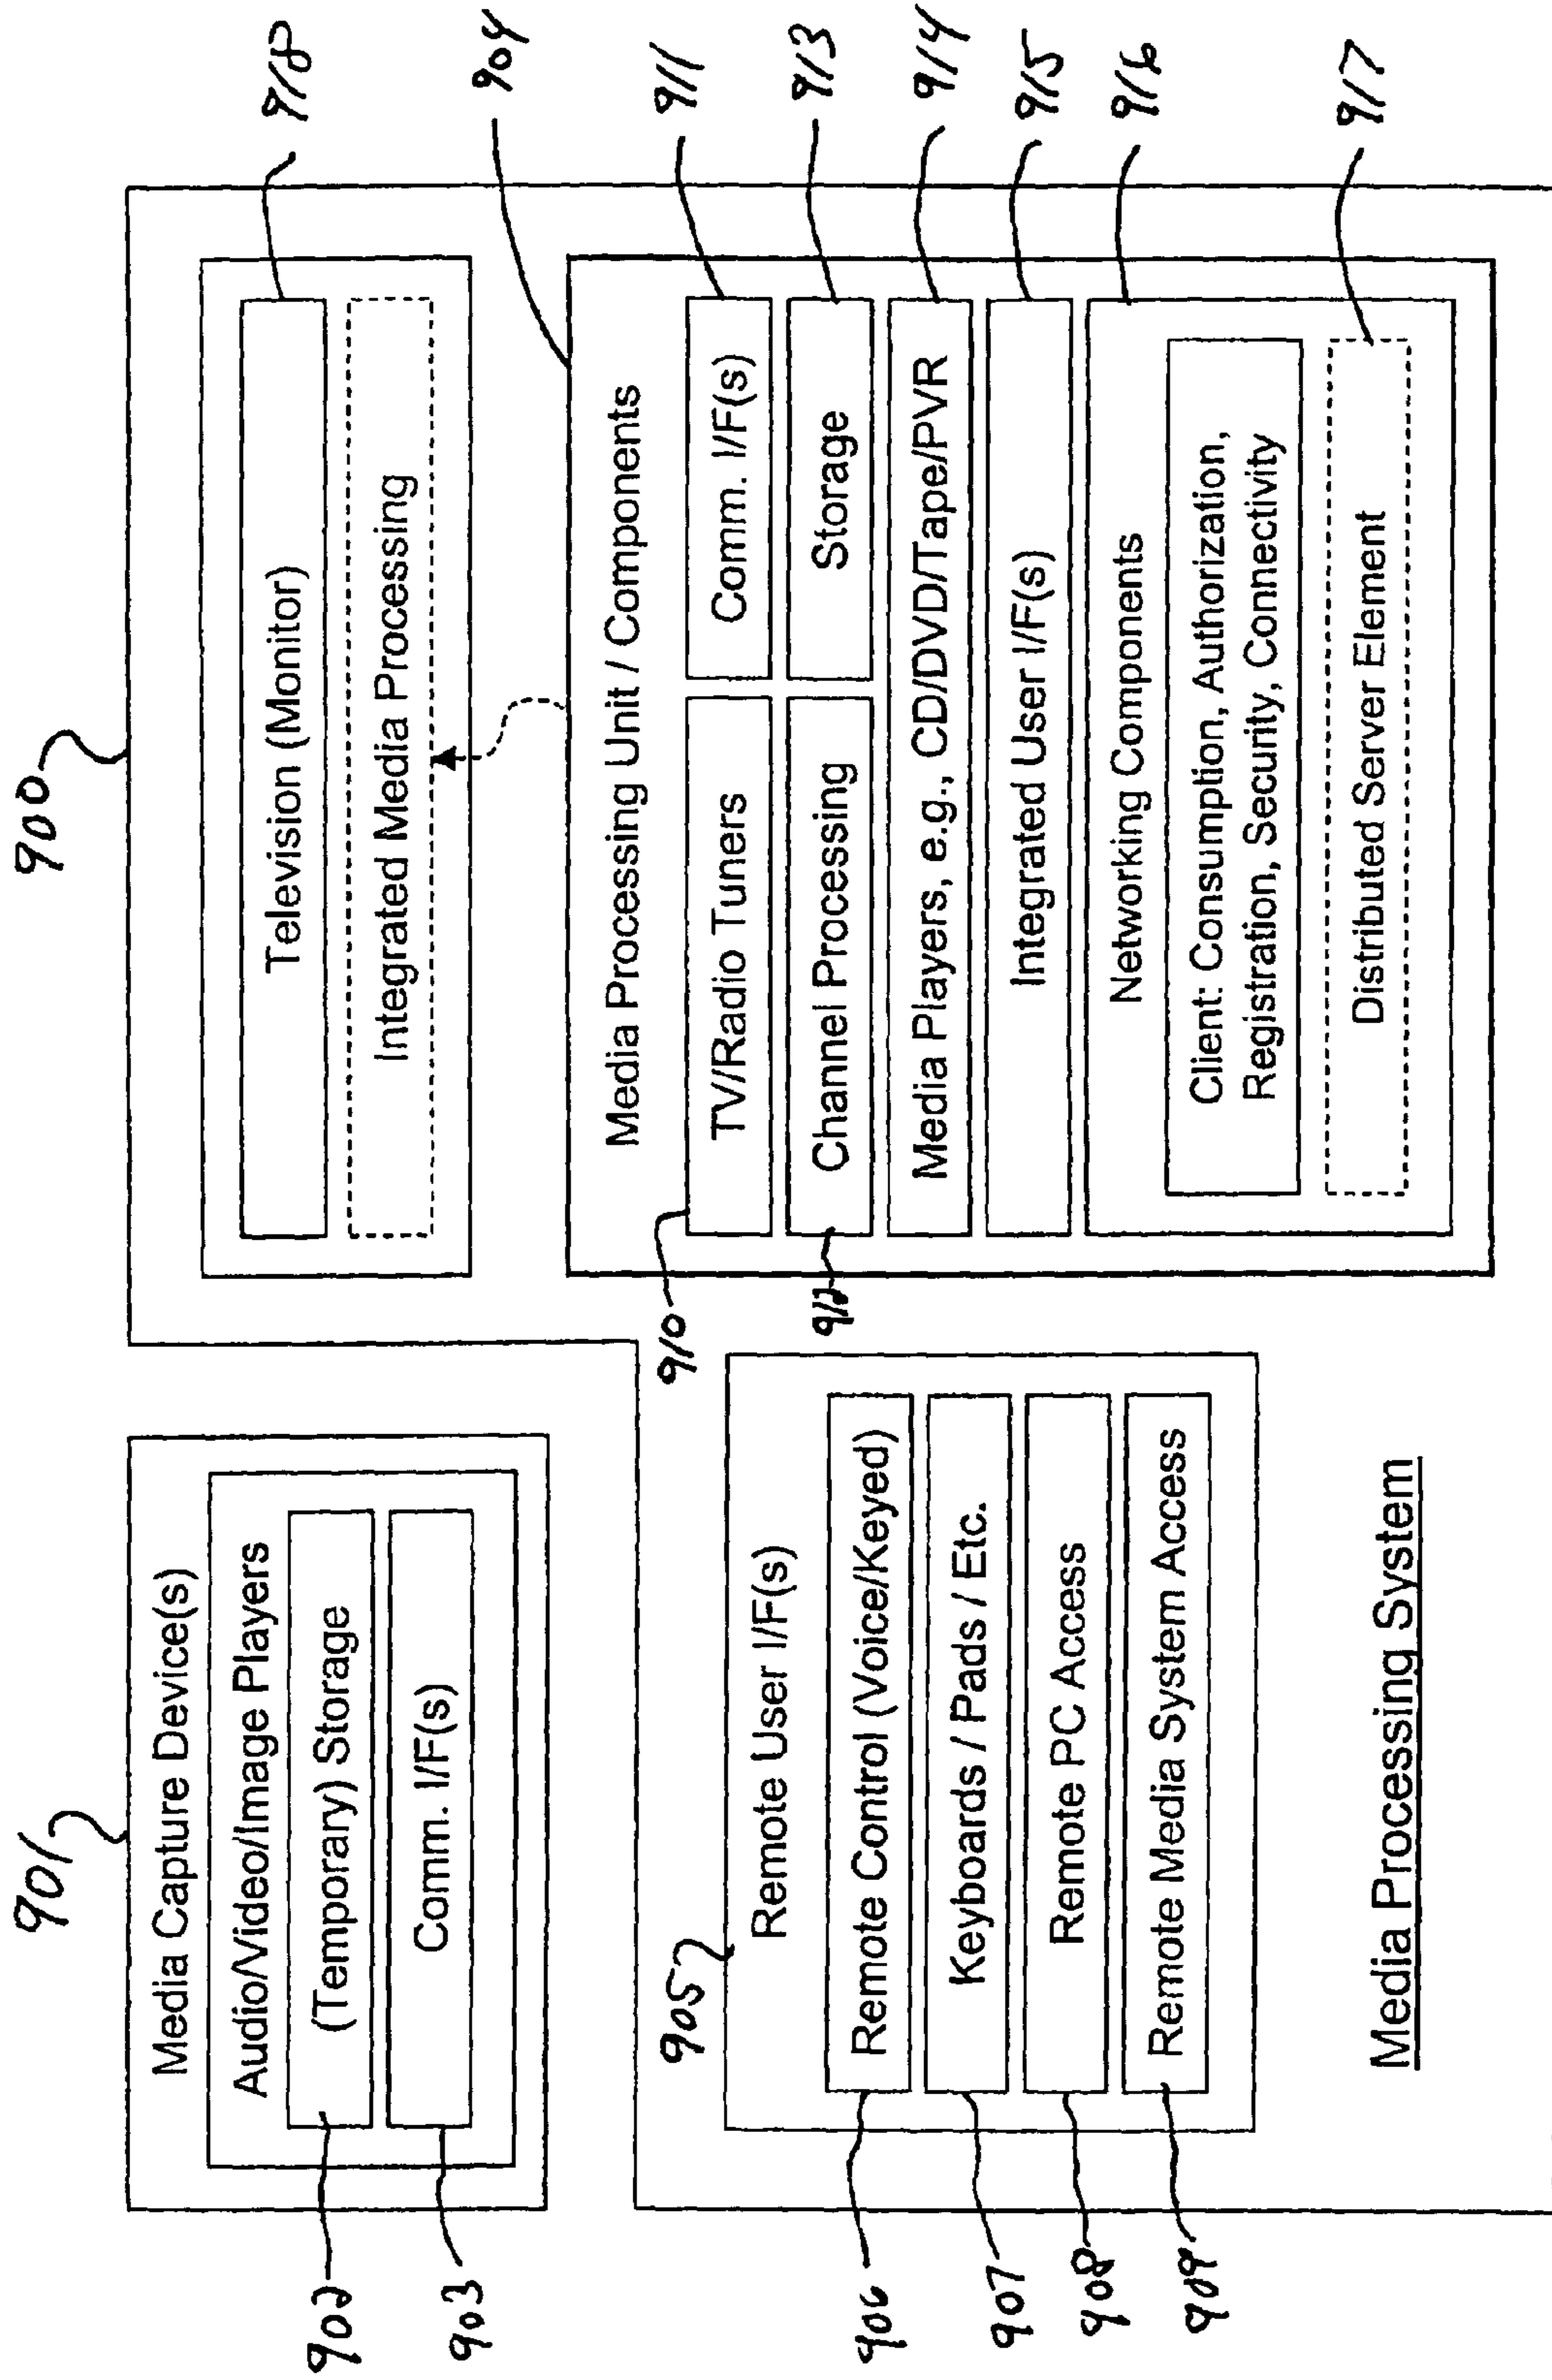 901
900
Media Capture Device(s)
Audio/Video/Image Players
(Temporary) Storage
Comm. I/F(s)
902
903
Television (Monitor)
Integrated Media Processing
918
904
905
Remote User I/F(s)
Remote Control (Voice/Keyed)
Keyboards / Pads / Etc.
Remote PC Access
Remote Media System Access
906
907
908
909
Media Processing Unit / Components
910
TV/Radio Tuners
Comm. I/F(s)
911
912
Channel Processing
Storage
913
Media Players, e.g., CD/DVD/Tape/PVR
914
Integrated User I/F(s)
915
Networking Components
916
Client: Consumption, Authorization,
Registration, Security, Connectivity
Distributed Server Element
917
Media Processing System